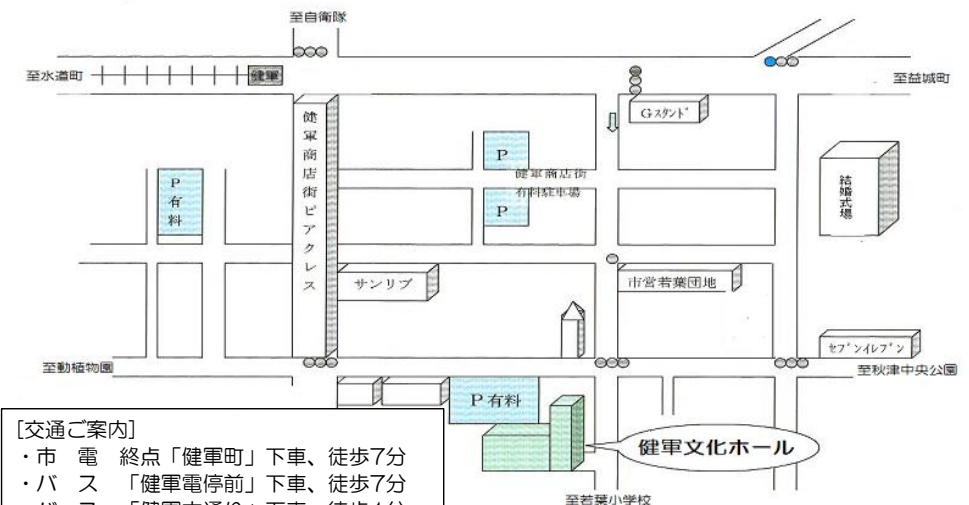 至自衛隊
至水道町
健軍
至益城町
Gスタンド
健軍商店街ピアクレス
P
有料
P
健軍商店街
有料駐車場
P
結婚式場
サンリブ
市営若葉団地
セブンイレブン
至動植物園
至秋津中央公園
P 有料
健軍文化ホール
[交通ご案内]
・市 電 終点「健軍町」下車、徒歩7分
・バ ス 「健軍電停前」下車、徒歩7分
至若葉小学校